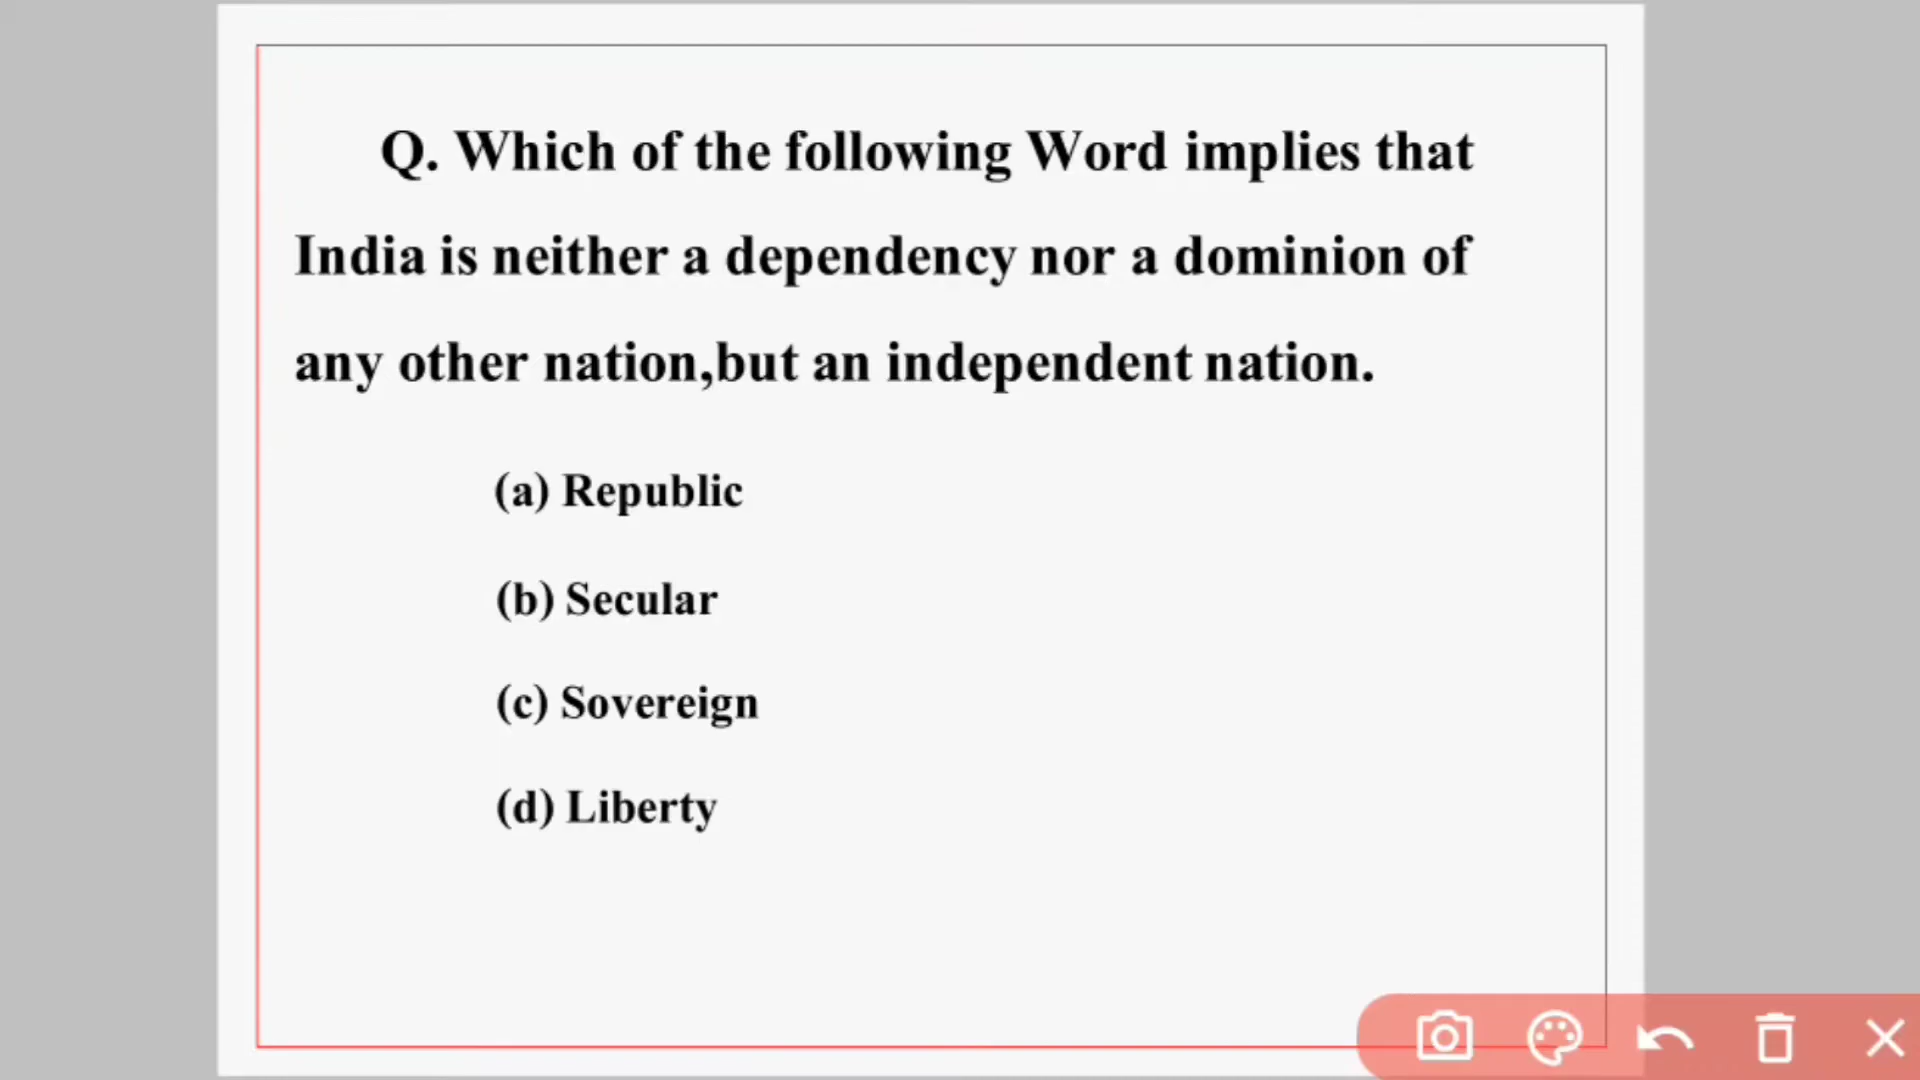 Q. Which of the following Word implies that
India is neither a dependency nor a dominion of
any other nation,but an independent nation.
(a) Republic
(b) Secular
(c) Sovereign
(d) Liberty